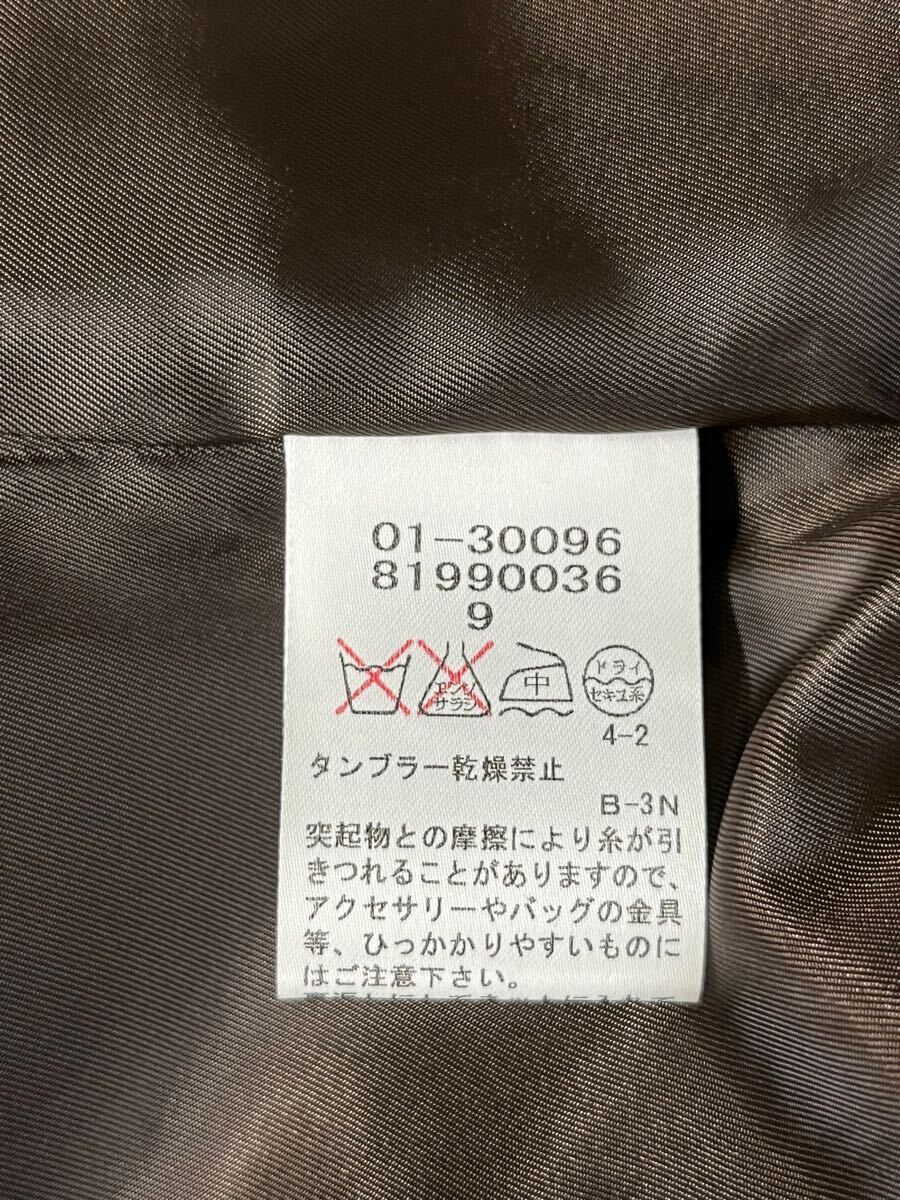 01-30096
819900369
9
エンソ
サラシ
中
ドライ
セキユ系
4-2
タンブラー乾燥禁止
B-3N
突起物との摩擦により糸が引
きつれることがありますので、
アクセサリーやバッグの金具
等、ひっかかりやすいものに
はご注意下さい。